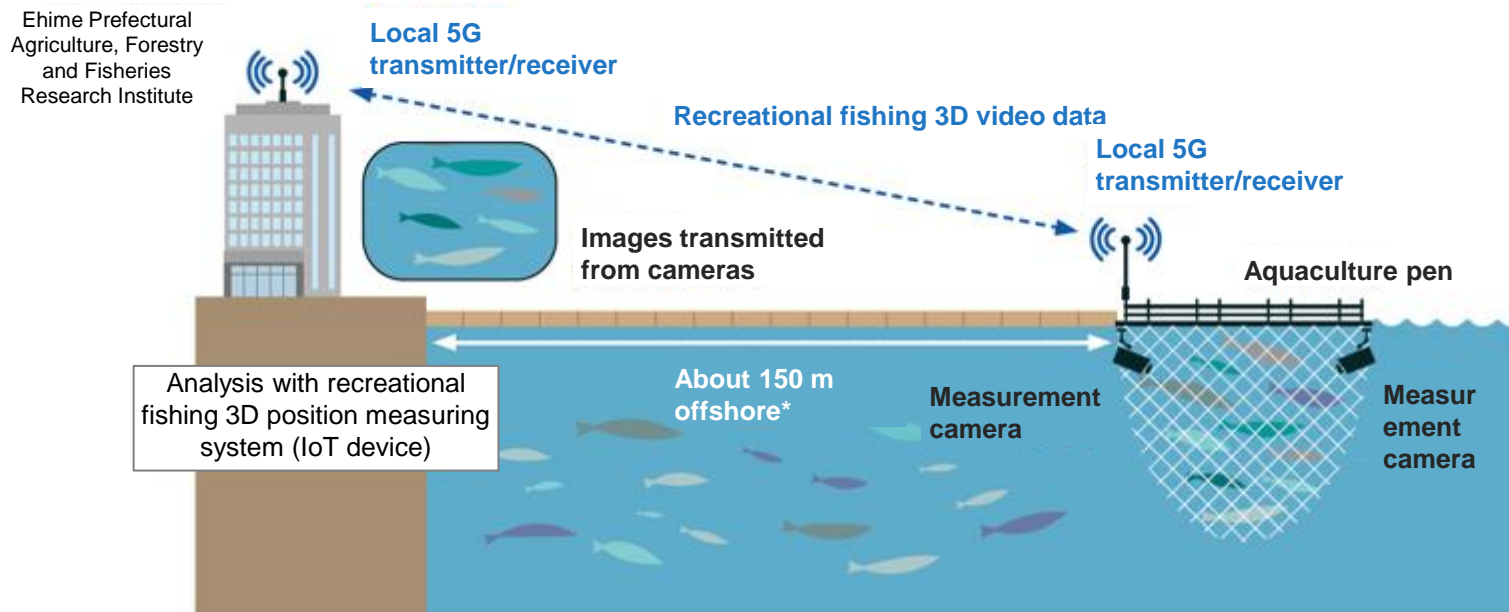 Ehime Prefectural
Agriculture, Forestry
and Fisheries
Research Institute
Local 5G
transmitter/receiver
Recreational fishing 3D video data
Local 5G
transmitter/receiver
Images transmitted
from cameras
Aquaculture pen
Analysis with recreational
fishing 3D position measuring
system (IoT device)
About 150 m
offshore*
Measurement
camera
Measur
ement
camera